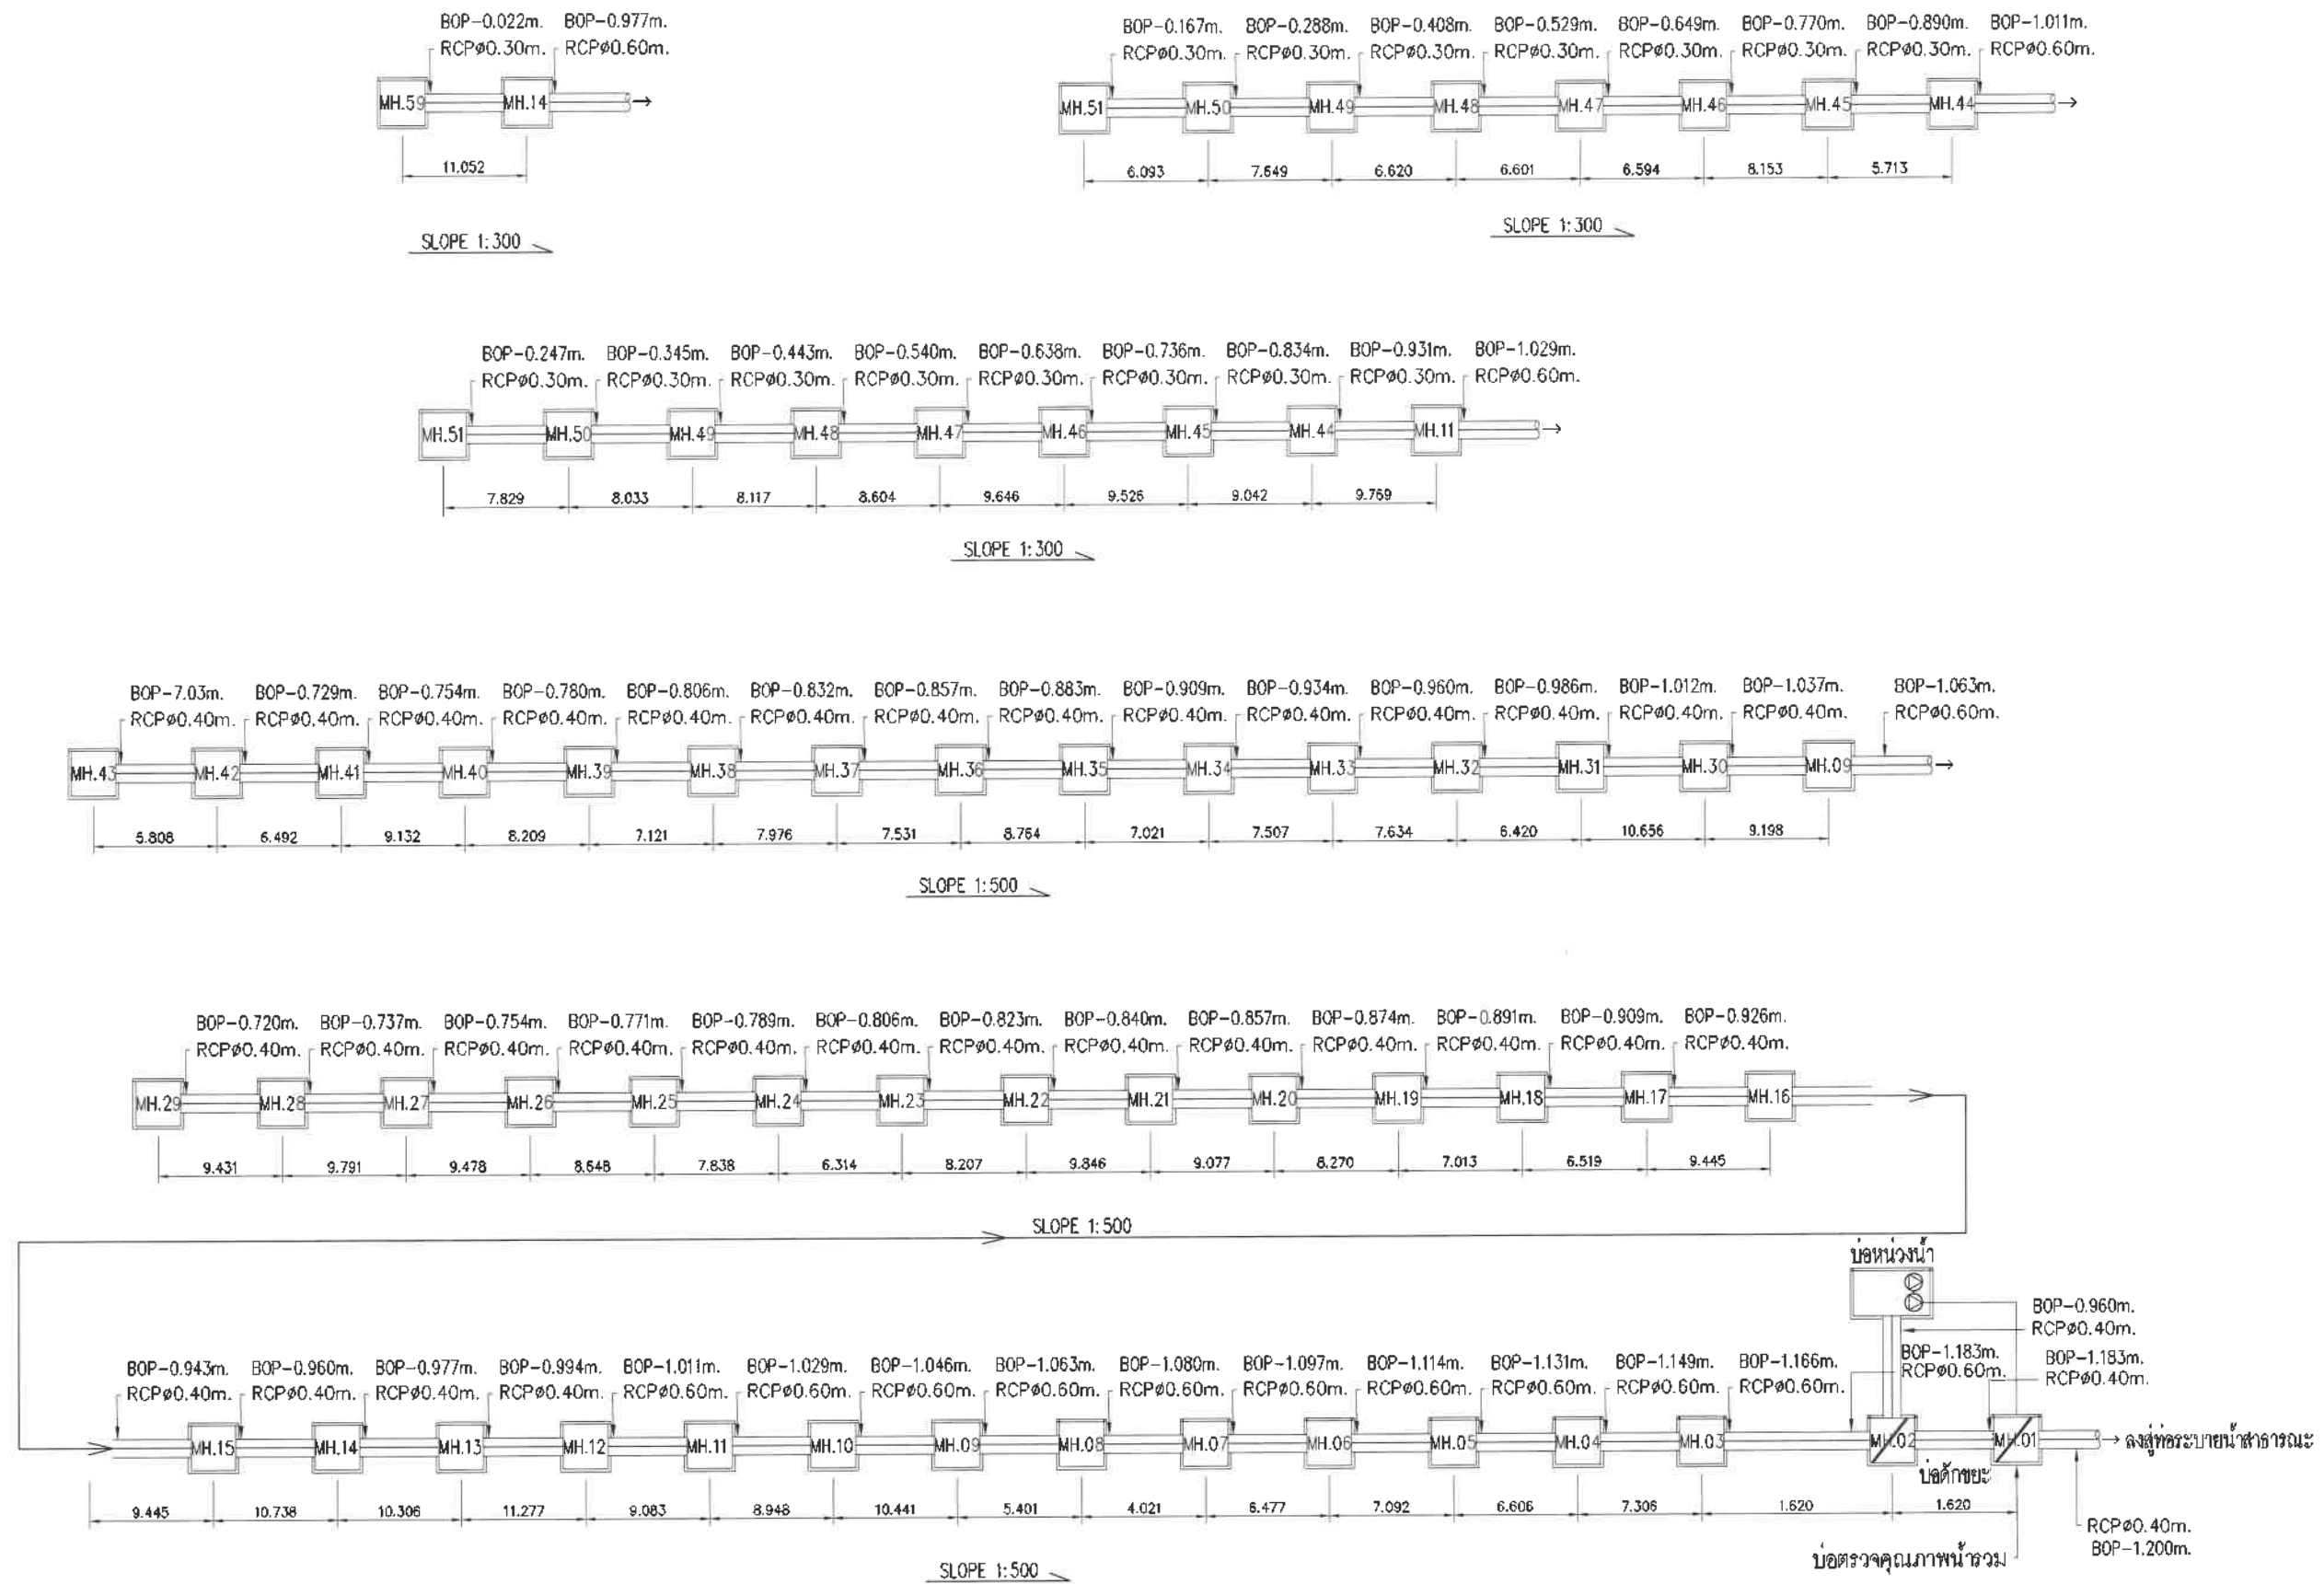 BOP-0.022m. BOP-0.977m.
RCPø0.30m. RCPø0.60m.
MH.59 MH.14
11.052
SLOPE 1:300
BOP-0.167m. BOP-0.288m. BOP-0.408m. BOP-0.529m. BOP-0.649m. BOP-0.770m. BOP-0.890m. BOP-1.011m.
RCPø0.30m. RCPø0.30m. RCPø0.30m. RCPø0.30m. RCPø0.30m. RCPø0.30m. RCPø0.30m. RCPø0.60m.
MH.51 MH.50 MH.49 MH.48 MH.47 MH.46 MH.45 MH.44
6.093 7.649 6.620 6.601 6.594 8.153 5.713
SLOPE 1:300
BOP-0.247m. BOP-0.345m. BOP-0.443m. BOP-0.540m. BOP-0.638m. BOP-0.736m. BOP-0.834m. BOP-0.931m. BOP-1.029m.
RCPø0.30m. RCPø0.30m. RCPø0.30m. RCPø0.30m. RCPø0.30m. RCPø0.30m. RCPø0.30m. RCPø0.30m. RCPø0.60m.
MH.51 MH.50 MH.49 MH.48 MH.47 MH.46 MH.45 MH.44 MH.11
7.829 8.033 8.117 8.604 9.646 9.526 9.042 9.769
SLOPE 1:300
BOP-7.03m. BOP-0.729m. BOP-0.754m. BOP-0.780m. BOP-0.806m. BOP-0.832m. BOP-0.857m. BOP-0.883m. BOP-0.909m. BOP-0.934m. BOP-0.960m. BOP-0.986m. BOP-1.012m. BOP-1.037m. BOP-1.063m.
RCPø0.40m. RCPø0.40m. RCPø0.40m. RCPø0.40m. RCPø0.40m. RCPø0.40m. RCPø0.40m. RCPø0.40m. RCPø0.40m. RCPø0.40m. RCPø0.40m. RCPø0.40m. RCPø0.40m. RCPø0.40m. RCPø0.60m.
MH.43 MH.42 MH.41 MH.40 MH.39 MH.38 MH.37 MH.36 MH.35 MH.34 MH.33 MH.32 MH.31 MH.30 MH.09
5.808 6.492 9.132 8.209 7.121 7.976 7.531 8.764 7.021 7.507 7.634 6.420 10.656 9.198
SLOPE 1:500
BOP-0.720m. BOP-0.737m. BOP-0.754m. BOP-0.771m. BOP-0.789m. BOP-0.806m. BOP-0.823m. BOP-0.840m. BOP-0.857m. BOP-0.874m. BOP-0.891m. BOP-0.909m. BOP-0.926m.
RCPø0.40m. RCPø0.40m. RCPø0.40m. RCPø0.40m. RCPø0.40m. RCPø0.40m. RCPø0.40m. RCPø0.40m. RCPø0.40m. RCPø0.40m. RCPø0.40m. RCPø0.40m. RCPø0.40m.
MH.29 MH.28 MH.27 MH.26 MH.25 MH.24 MH.23 MH.22 MH.21 MH.20 MH.19 MH.18 MH.17 MH.16
9.431 9.791 9.478 8.648 7.838 6.314 8.207 9.846 9.077 8.270 7.013 6.519 9.445
SLOPE 1:500
บ่อหน่วงน้ำ
BOP-0.960m.
RCPø0.40m.
BOP-0.943m. BOP-0.960m. BOP-0.977m. BOP-0.994m. BOP-1.011m. BOP-1.029m. BOP-1.046m. BOP-1.063m. BOP-1.080m. BOP-1.097m. BOP-1.114m. BOP-1.131m. BOP-1.149m. BOP-1.166m. BOP-1.183m. BOP-1.183m.
RCPø0.40m. RCPø0.40m. RCPø0.40m. RCPø0.40m. RCPø0.60m. RCPø0.60m. RCPø0.60m. RCPø0.60m. RCPø0.60m. RCPø0.60m. RCPø0.60m. RCPø0.60m. RCPø0.60m. RCPø0.60m. RCPø0.60m. RCPø0.40m.
MH.15 MH.14 MH.13 MH.12 MH.11 MH.10 MH.09 MH.08 MH.07 MH.06 MH.05 MH.04 MH.03 MH.02 MH.01 ลงสู่ท่อระบายน้ำสาธารณะ
บ่อดักขยะ
9.445 10.738 10.306 11.277 9.083 8.948 10.441 5.401 4.021 6.477 7.092 6.606 7.306 1.620 1.620
RCPø0.40m.
BOP-1.200m.
บ่อตรวจคุณภาพน้ำรวม
SLOPE 1:500